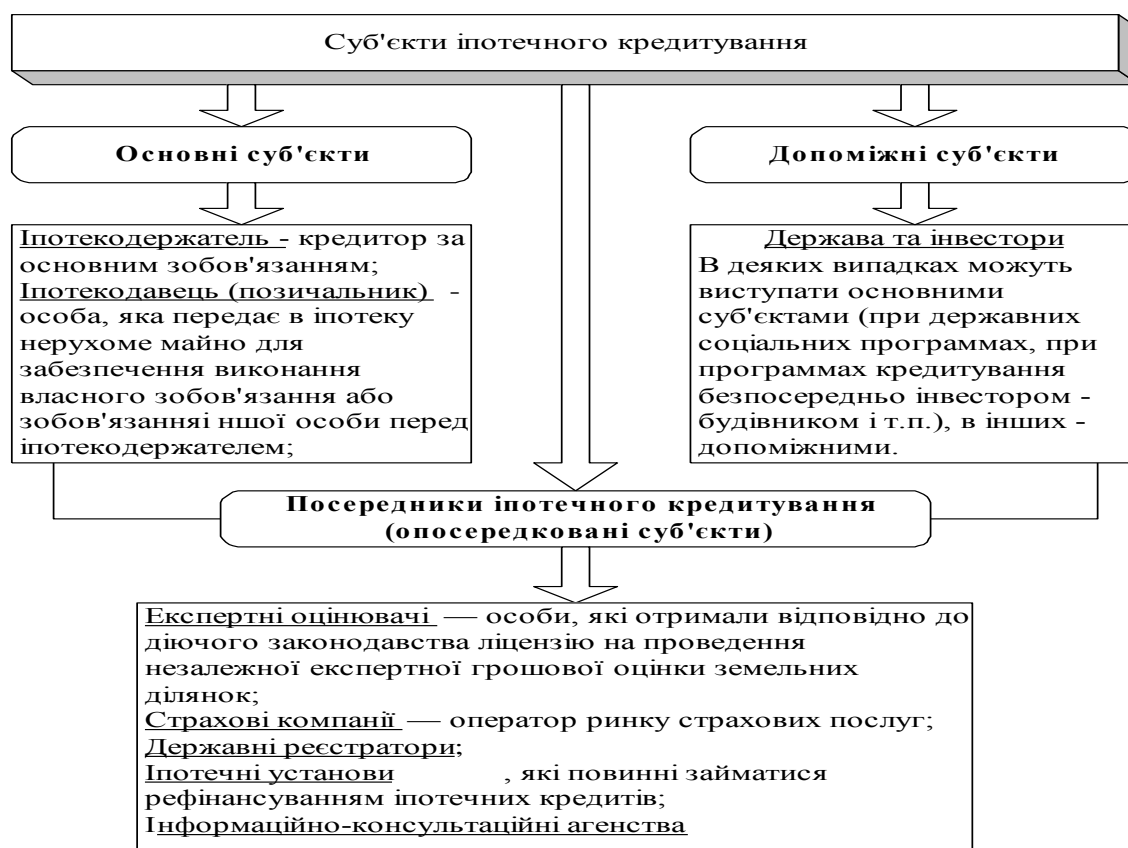 Суб'єкти іпотечного кредитування
Основні суб'єкти
Допоміжні суб'єкти
Іпотекодержатель - кредитор за
основним зобов'язанням;
Іпотекодавець (позичальник) -
особа, яка передає в іпотеку
нерухоме майно для
забезпечення виконання
власного зобов'язання або
зобов'язанняі ншої особи перед
іпотекодержателем;
Держава та інвестори
В деяких випадках можуть
виступати основними
суб'єктами (при державних
соціальних программах, при
программах кредитування
безпосередньо інвестором -
будівником і т.п.), в інших -
допоміжними.
Посередники іпотечного кредитування
(опосередковані суб'єкти)
Експертні оцінювачі — особи, які отримали відповідно до
діючого законодавства ліцензію на проведення
незалежної експертної грошової оцінки земельних
ділянок;
Страхові компанії — оператор ринку страхових послуг;
Державні реєстратори;
Іпотечні установи , які повинні займатися
рефінансуванням іпотечних кредитів;
Інформаційно-консультаційні агенства